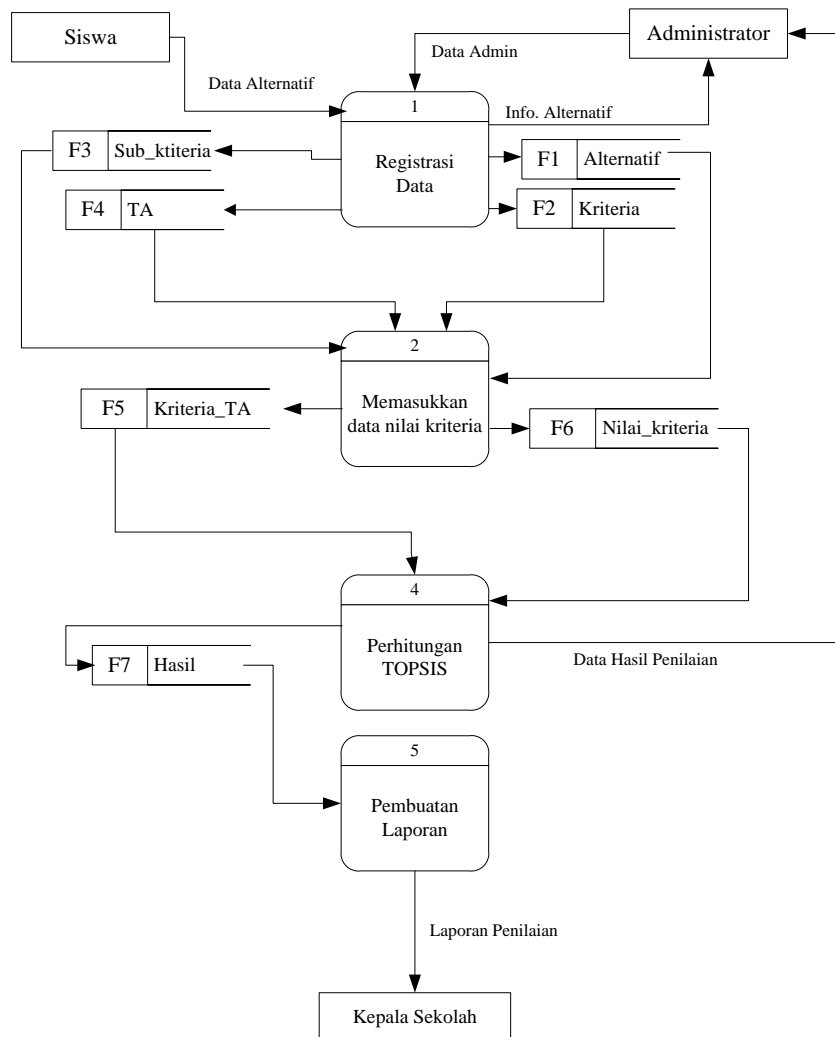 Siswa
Administrator
Data Admin
Data Alternatif
1
Info. Alternatif
F3 Sub_ktiteria
Registrasi
Data
F1 Alternatif
F4 TA
F2 Kriteria
2
Memasukkan
data nilai kriteria
F5 Kriteria_TA
F6 Nilai_kriteria
4
Perhitungan
TOPSIS
F7 Hasil
Data Hasil Penilaian
5
Pembuatan
Laporan
Laporan Penilaian
Kepala Sekolah